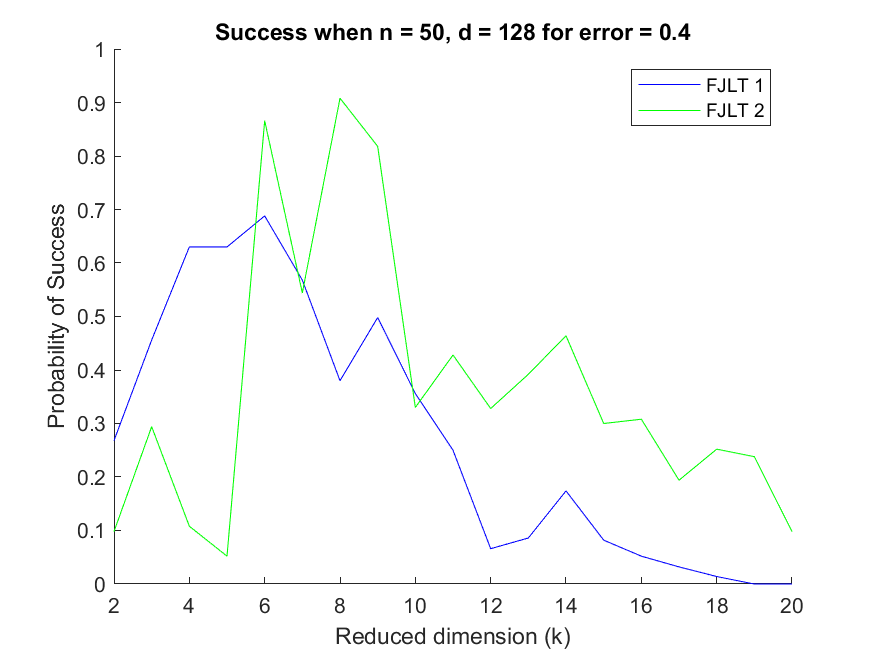 Success when n = 50, d = 128 for error = 0.4
FJLT 1
FJLT 2
Probability of Success
1
0.9
0.8
0.7
0.6
0.5
0.4
0.3
0.2
0.1
0
2 4 6 8 10 12 14 16 18 20
Reduced dimension (k)